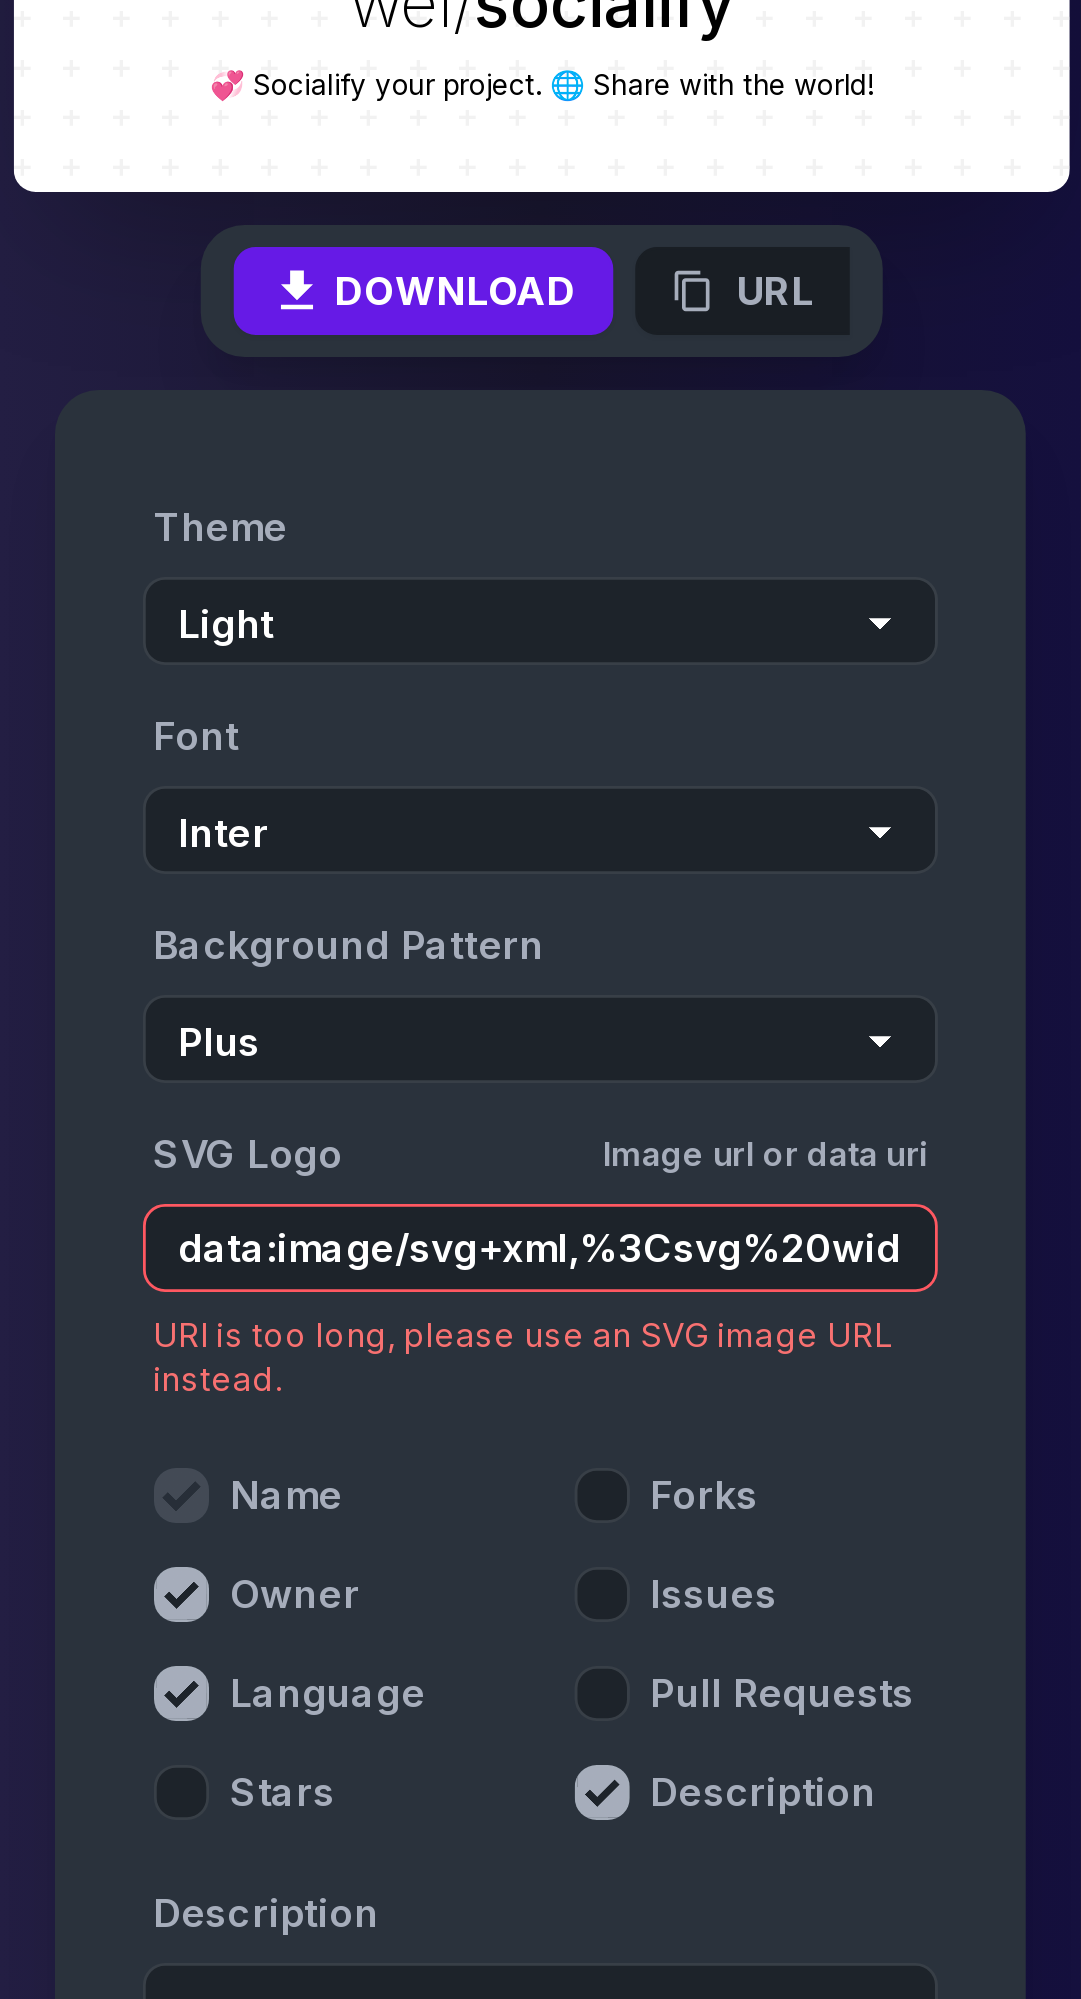 wei/socialify
💞 Socialify your project. 🌐 Share with the world!
DOWNLOAD
URL
Theme
Light
Font
Inter
Background Pattern
Plus
SVG Logo
Image url or data uri
data:image/svg+xml,%3Csvg%20wid
URI is too long, please use an SVG image URL
instead.
Name
Forks
Owner
Issues
Language
Pull Requests
Stars
Description
Description